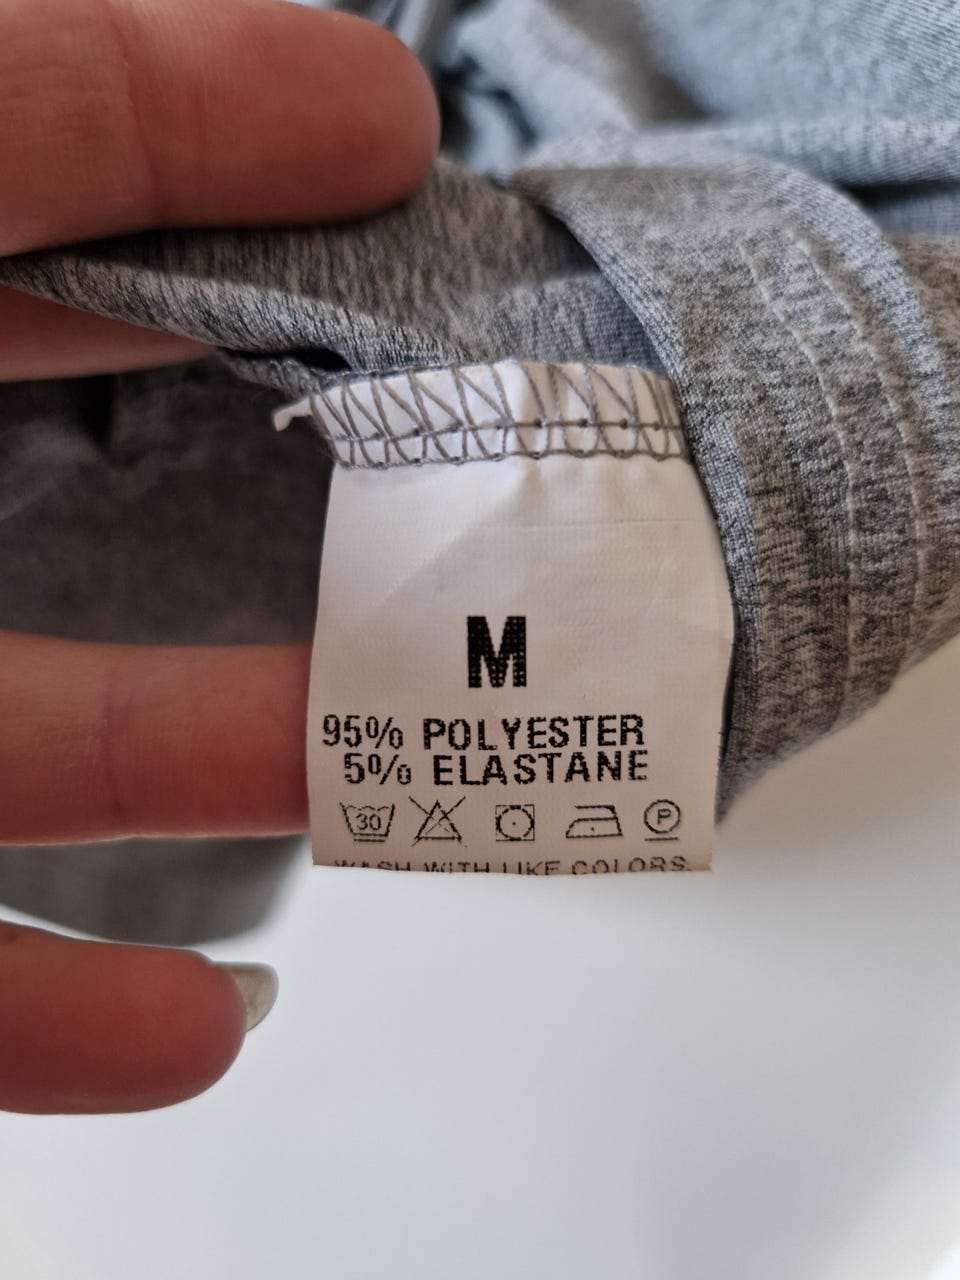 M
95% POLYESTER
5% ELASTANE
30 P
WASH WITH LIKE COLORS.